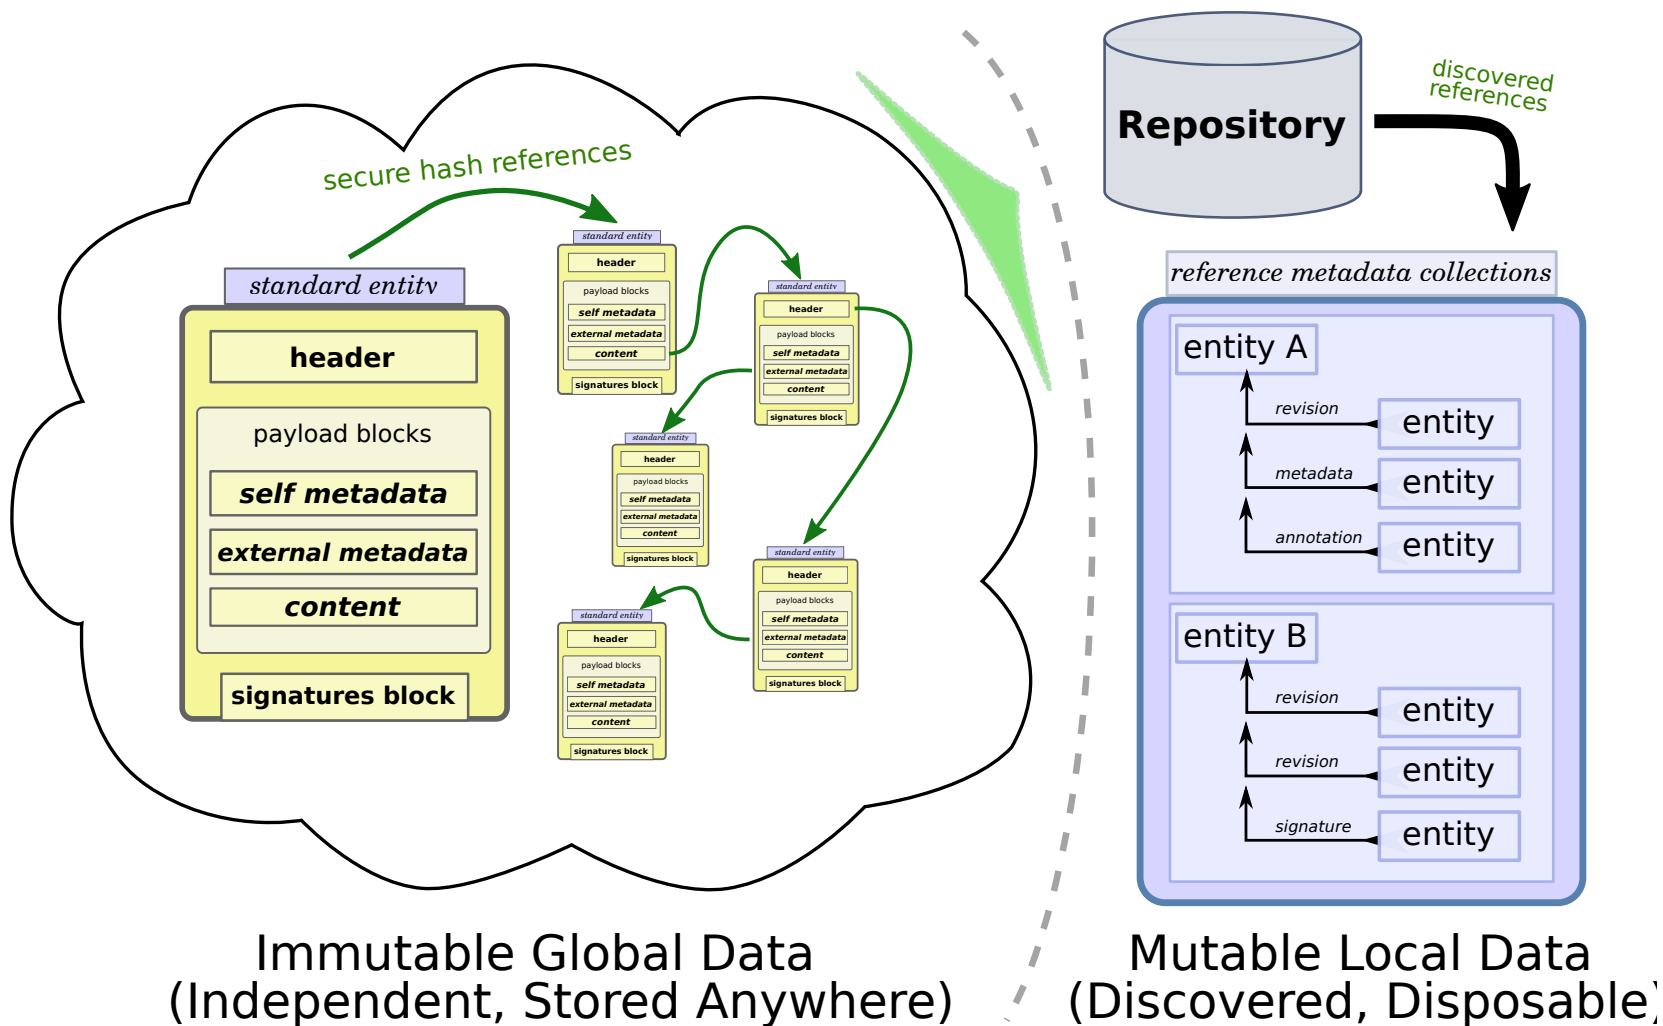 secure hash references
standard entity
header
payload blocks
self metadata
external metadata
content
signatures block
standard entity
header
payload blocks
self metadata
external metadata
content
signatures block
standard entity
header
payload blocks
self metadata
external metadata
content
signatures block
standard entity
header
payload blocks
self metadata
external metadata
content
signatures block
standard entity
header
payload blocks
self metadata
external metadata
content
signatures block
standard entity
header
payload blocks
self metadata
external metadata
content
signatures block
Immutable Global Data
(Independent, Stored Anywhere)
Repository
discovered
references
reference metadata collections
entity A
revision
entity
metadata
entity
annotation
entity
entity B
revision
entity
revision
entity
signature
entity
Mutable Local Data
(Discovered, Disposable)